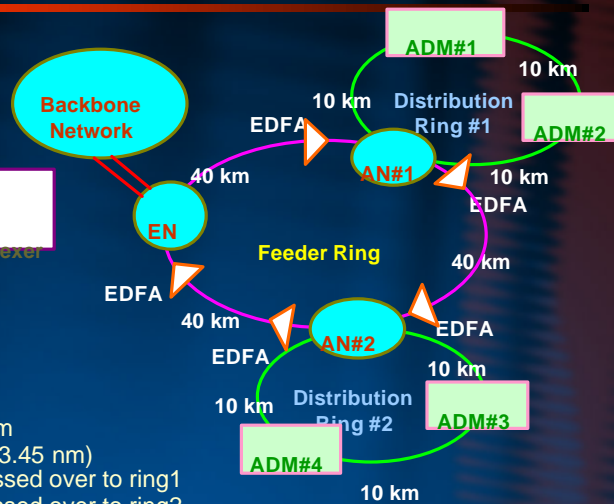 ADM#1
10 km
Backbone
Network
10 km
Distribution
Ring #1
EDFA
ADM#2
40 km
AN#1
10 km
EDFA
EN
Feeder Ring
40 km
EDFA
40 km
EDFA
AN#2
EDFA
10 km
10 km
Distribution
Ring #2
ADM#3
3.45 nm)
ssed over to ring1
ADM#4
10 km